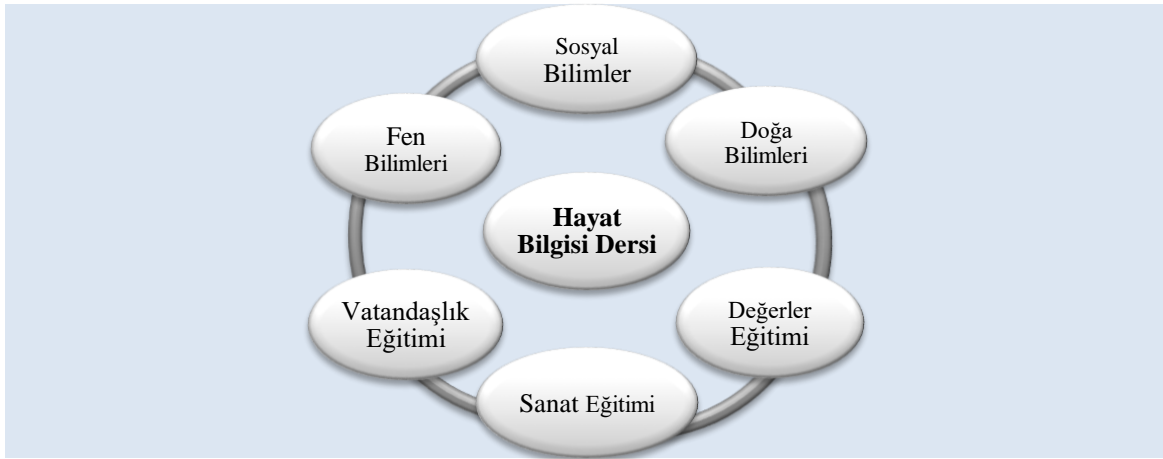 Sosyal
Bilimler
Doğa
Bilimleri
Değerler
Eğitimi
Sanat Eğitimi
Vatandaşlık
Eğitimi
Fen
Bilimleri
Hayat
Bilgisi Dersi